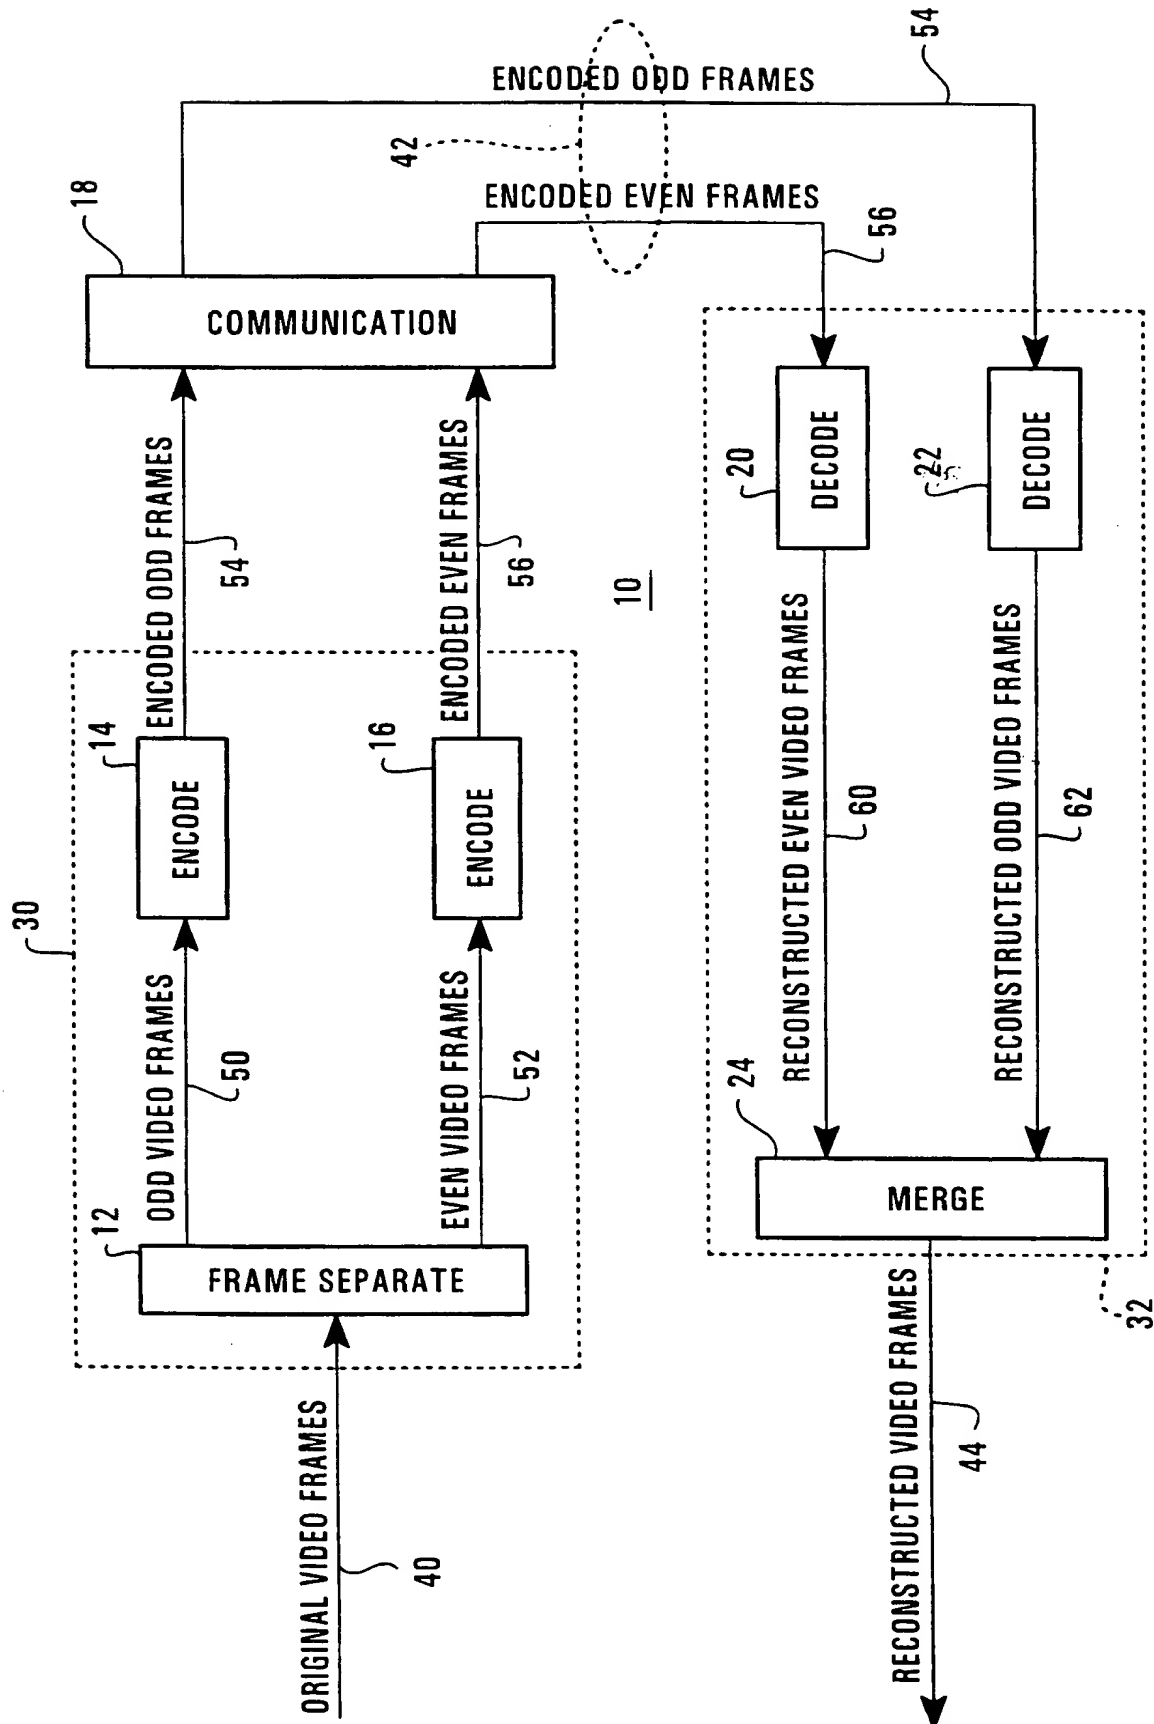 ORIGINAL VIDEO FRAMES
40
30
12
FRAME SEPARATE
ODD VIDEO FRAMES
50
EVEN VIDEO FRAMES
52
14
ENCODE
16
ENCODE
ENCODED ODD FRAMES
54
ENCODED EVEN FRAMES
56
18
COMMUNICATION
ENCODED ODD FRAMES
54
42
ENCODED EVEN FRAMES
56
10
20
DECODE
22
DECODE
RECONSTRUCTED EVEN VIDEO FRAMES
60
RECONSTRUCTED ODD VIDEO FRAMES
62
24
MERGE
32
RECONSTRUCTED VIDEO FRAMES
44